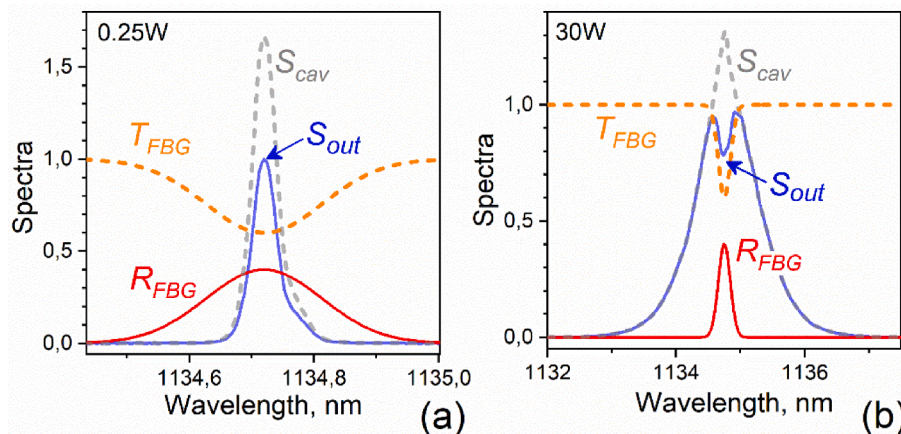 0.25W
S_cav
T_FBG
S_out
R_FBG
Spectra
1,5
1,0
0,5
0,0
1134,6
1134,8
1135,0
Wavelength, nm
(a)
30W
S_cav
T_FBG
S_out
R_FBG
Spectra
1,0
0,5
0,0
1132
1134
1136
Wavelength, nm
(b)